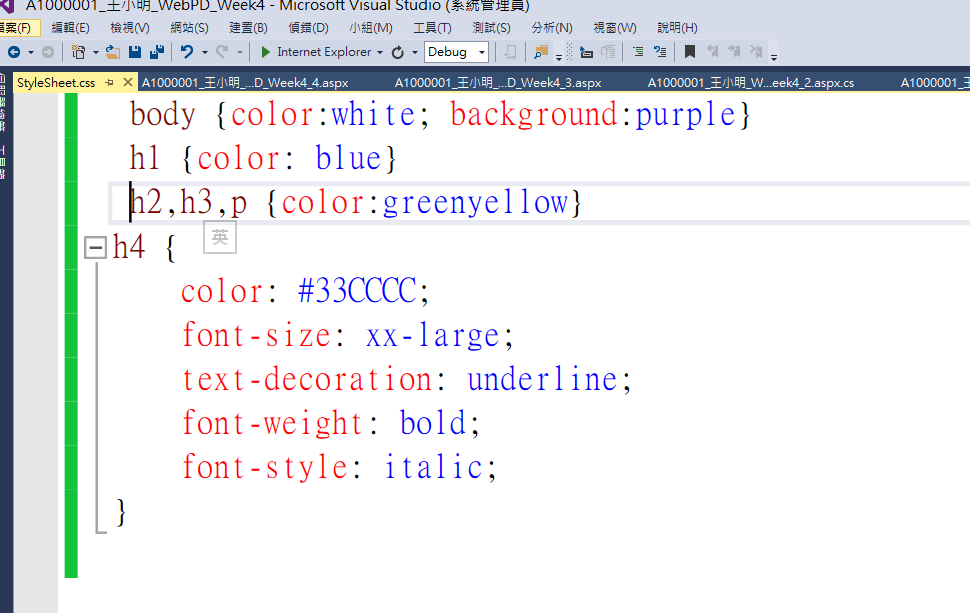 A1000001_王小明_WebPD_Week4 - Microsoft Visual Studio (系統管理員)
檔案(F) 編輯(E) 檢視(V) 網站(S) 建置(B) 偵錯(D) 小組(M) 工具(T) 測試(S) 分析(N) 視窗(W) 說明(H)
Internet Explorer Debug
StyleSheet.css A1000001_王小明_...D_Week4_4.aspx A1000001_王小明_...D_Week4_3.aspx A1000001_王小明_W...eek4_2.aspx.cs A1000001_
body {color:white; background:purple}
h1 {color: blue}
h2,h3,p {color:greenyellow}
英
h4 {
color: #33CCCC;
font-size: xx-large;
text-decoration: underline;
font-weight: bold;
font-style: italic;
}